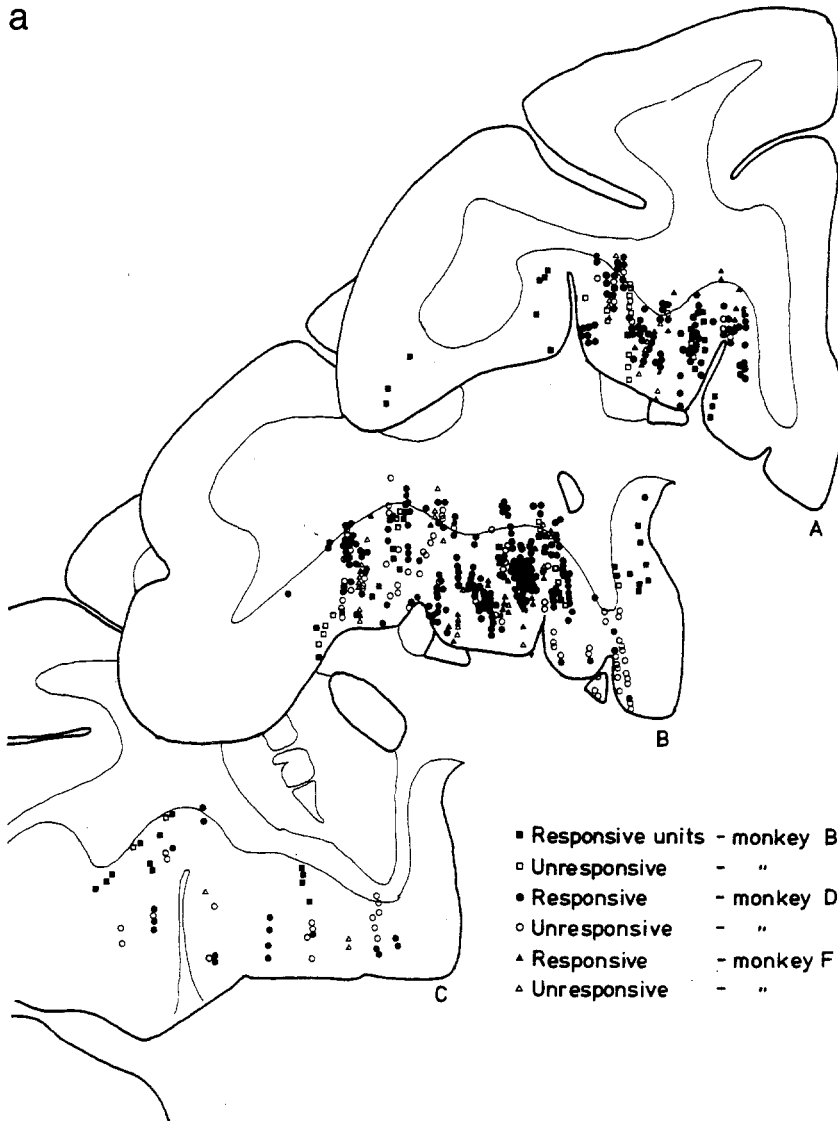 a
A
B
■ Responsive units - monkey B
□ Unresponsive - "
● Responsive - monkey D
○ Unresponsive - "
▲ Responsive - monkey F
△ Unresponsive - "
C